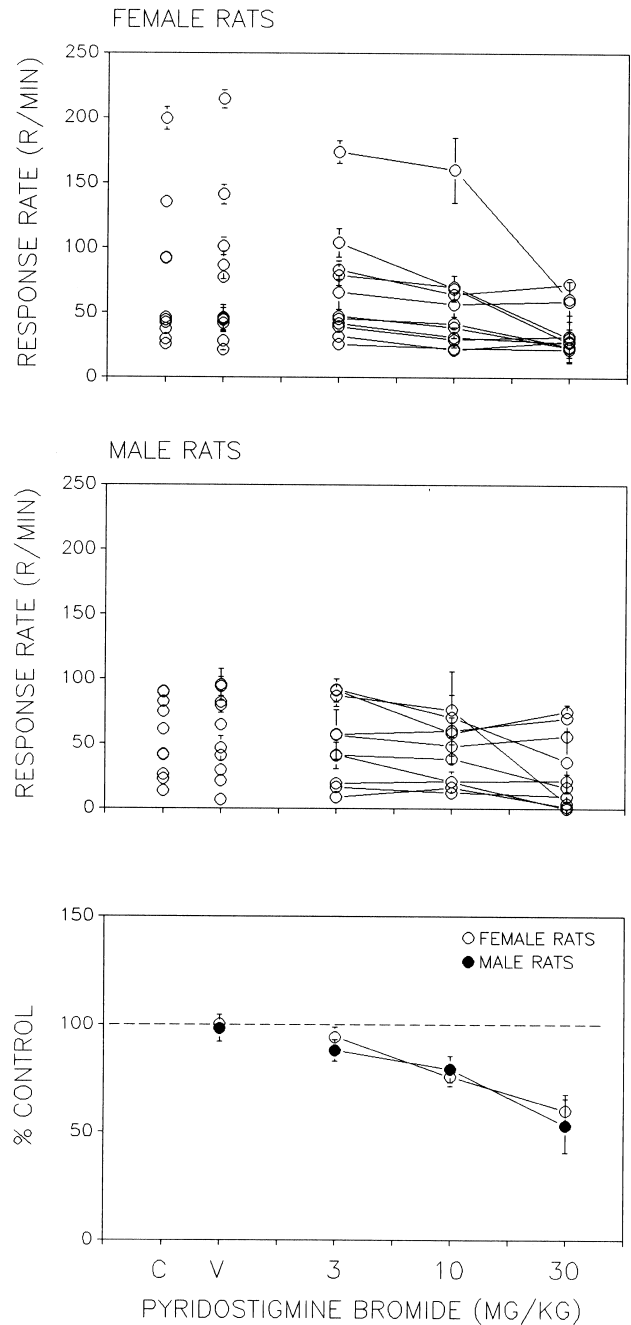 FEMALE RATS
RESPONSE RATE (R/MIN)
250
200
150
100
50
0
MALE RATS
RESPONSE RATE (R/MIN)
250
200
150
100
50
0
% CONTROL
150
100
50
0
FEMALE RATS
MALE RATS
C V 3 10 30
PYRIDOSTIGMINE BROMIDE (MG/KG)